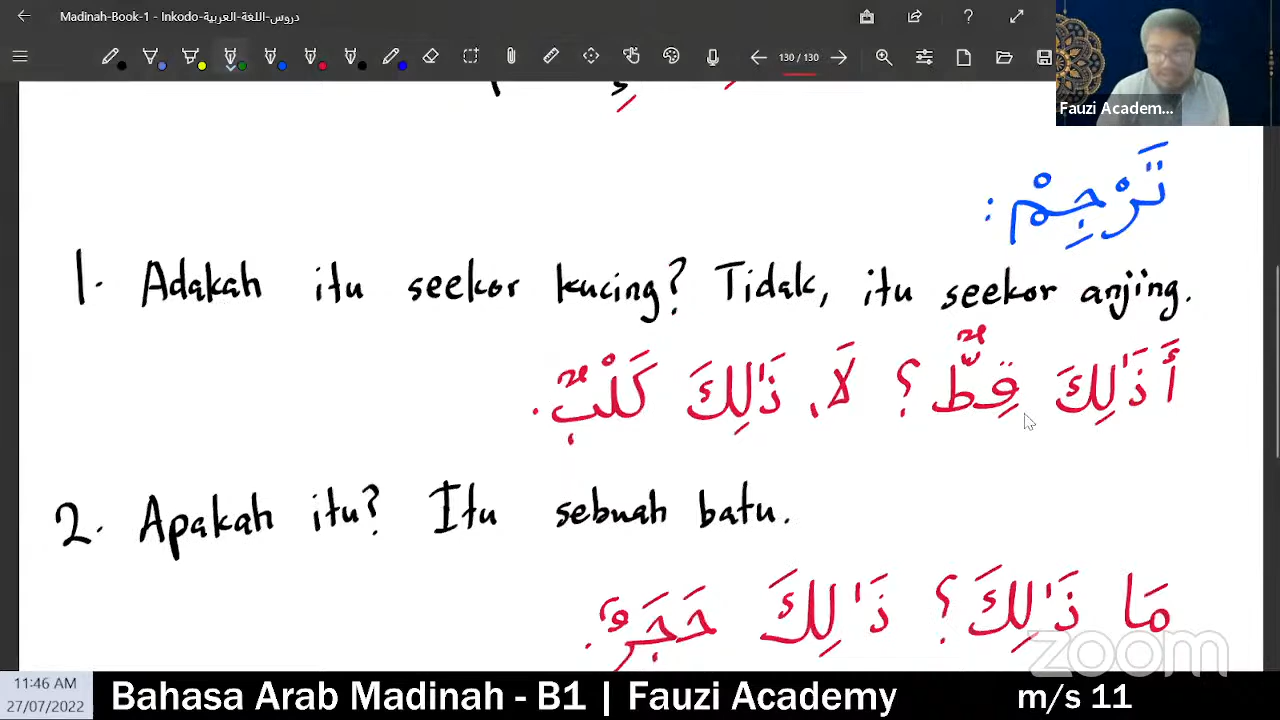 Madinah-Book-1 - Inkodo-دروس-اللغة-العربية
130 / 130
Fauzi Academ...
تَرْجِمْ :
1. Adakah itu seekor kucing? Tidak, itu seekor anjing.
أَ ذَٰلِكَ قِطٌّ ؟ لَا، ذَٰلِكَ كَلْبٌ .
2. Apakah itu? Itu sebuah batu.
مَا ذَٰلِكَ ؟ ذَٰلِكَ حَجَرٌ .
zoom
11:46 AM
27/07/2022
Bahasa Arab Madinah - B1 | Fauzi Academy m/s 11